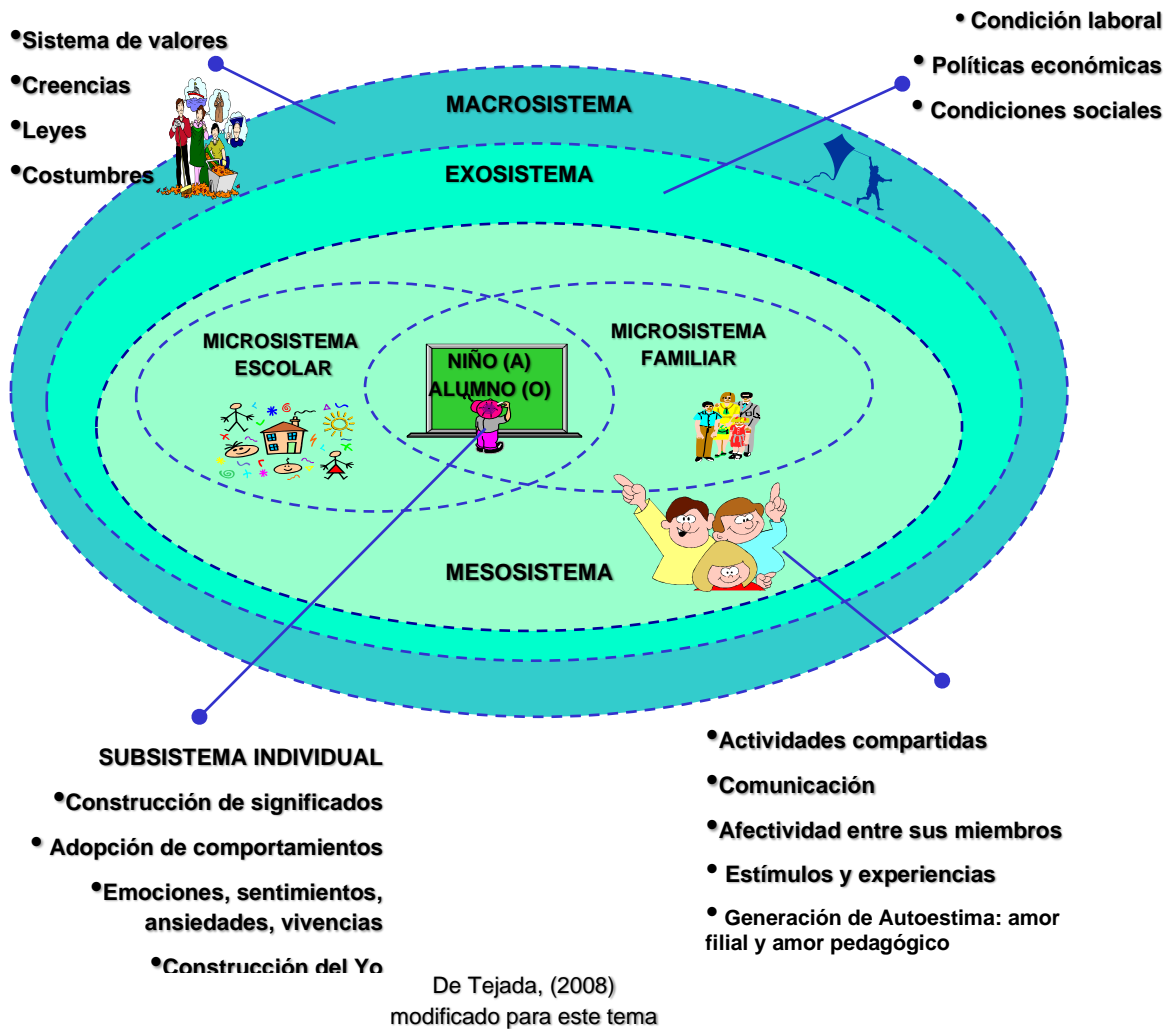 •Sistema de valores
•Creencias
•Leyes
•Costumbres
• Condición laboral
• Políticas económicas
• Condiciones sociales
MACROSISTEMA
EXOSISTEMA
MICROSISTEMA
ESCOLAR
NIÑO (A)
ALUMNO (O)
MICROSISTEMA
FAMILIAR
MESOSISTEMA
SUBSISTEMA INDIVIDUAL
•Construcción de significados
• Adopción de comportamientos
•Emociones, sentimientos,
ansiedades, vivencias
•Construcción del Yo
•Actividades compartidas
•Comunicación
•Afectividad entre sus miembros
• Estímulos y experiencias
• Generación de Autoestima: amor
filial y amor pedagógico
De Tejada, (2008)
modificado para este tema